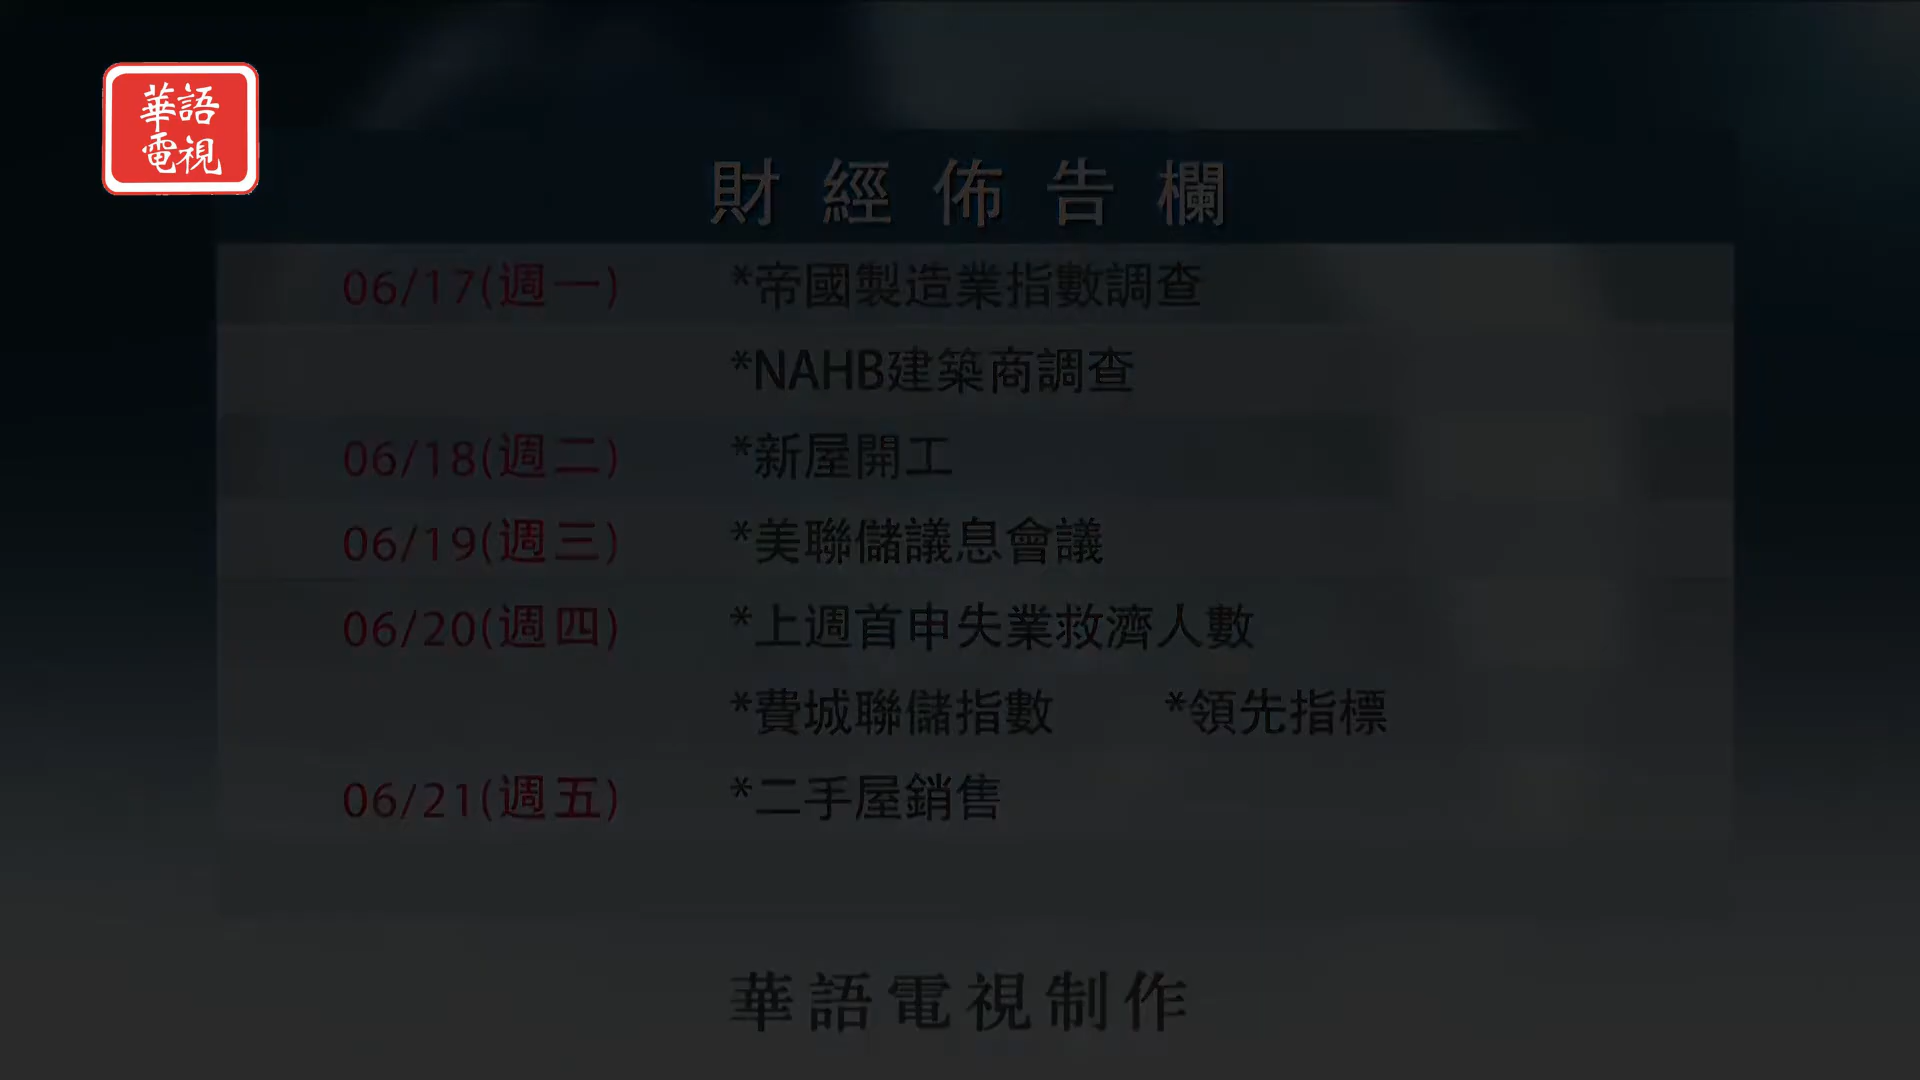 華語
電視
財經佈告欄
06/17(週一) *帝國製造業指數調查
*NAHB建築商調查
06/18(週二) *新屋開工
06/19(週三) *美聯儲議息會議
06/20(週四) *上週首申失業救濟人數
*費城聯儲指數 *領先指標
06/21(週五) *二手屋銷售
華語電視制作